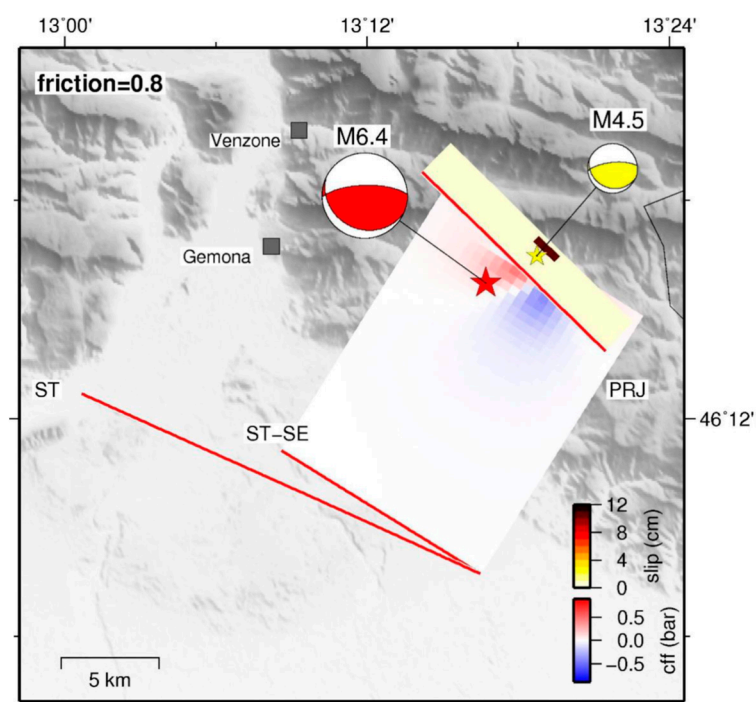 13°00'
13°12'
13°24'
friction=0.8
M6.4
M4.5
Venzone
Gemona
ST
PRJ
46°12'
ST−SE
12
8
4
0
slip (cm)
0.5
0.0
−0.5
cff (bar)
5 km